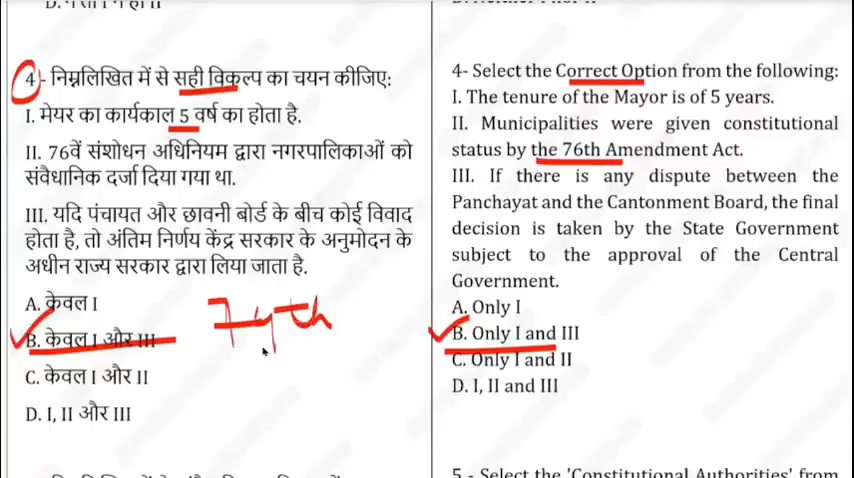 4- निम्नलिखित में से सही विकल्प का चयन कीजिए:
I. मेयर का कार्यकाल 5 वर्ष का होता है.
II. 76वें संशोधन अधिनियम द्वारा नगरपालिकाओं को
संवैधानिक दर्जा दिया गया था.
III. यदि पंचायत और छावनी बोर्ड के बीच कोई विवाद
होता है, तो अंतिम निर्णय केंद्र सरकार के अनुमोदन के
अधीन राज्य सरकार द्वारा लिया जाता है.
A. केवल I
B. केवल I और III
C. केवल I और II
D. I, II और III
74th
4- Select the Correct Option from the following:
I. The tenure of the Mayor is of 5 years.
II. Municipalities were given constitutional
status by the 76th Amendment Act.
III. If there is any dispute between the
Panchayat and the Cantonment Board, the final
decision is taken by the State Government
subject to the approval of the Central
Government.
A. Only I
B. Only I and III
C. Only I and II
D. I, II and III
5 - Select the 'Constitutional Authorities' from